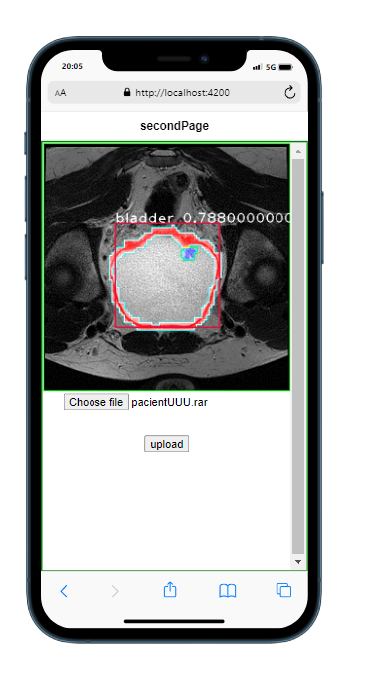 20:05
5G
AA
http://localhost:4200
secondPage
bladder 0.7880000000
Choose file pacientUUU.rar
upload